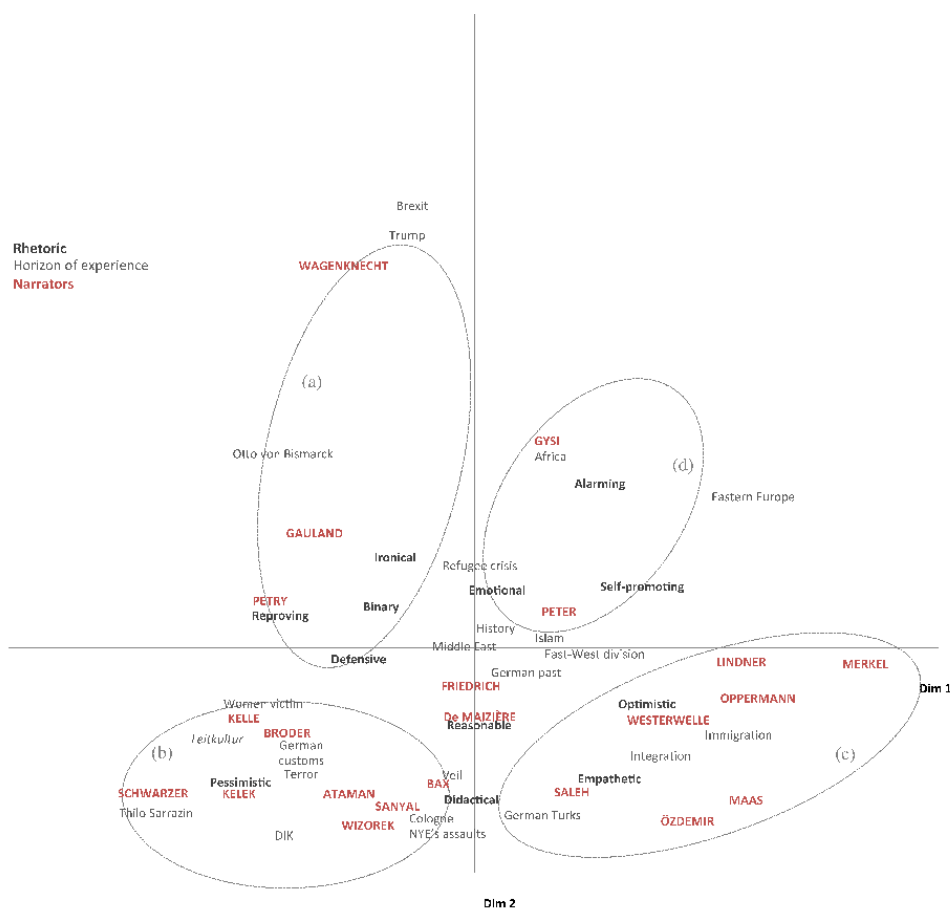 Brexit
Trump
Rhetoric
Horizon of experience
WAGENKNECHT
Narrators
(a)
GYSI
Otto von Bismarck
Africa
(d)
Alarming
Eastern Europe
GAULAND
Ironical
Refugee crisis
Emotional
Self-promoting
PETRY
Binary
PETER
Reproving
History
Islam
Middle East
Fast-West division
Defensive
LINDNER
MERKEL
German past
FRIEDRICH
Dim 1
OPPERMANN
Women victim
Optimistic
KELLE
De MAIZIÈRE
WESTERWELLE
Reasonable
BRODER
Immigration
Leitkultur
German
customs
(b)
Integration
(c)
Terror
Veil
Pessimistic
Empathetic
BAX
SCHWARZER
KELEK
ATAMAN
SALEH
Didactical
MAAS
SANYAL
Thilo Sarrazin
German Turks
Cologne
NYE's assaults
WIZOREK
ÖZDEMIR
DIK
Dim 2